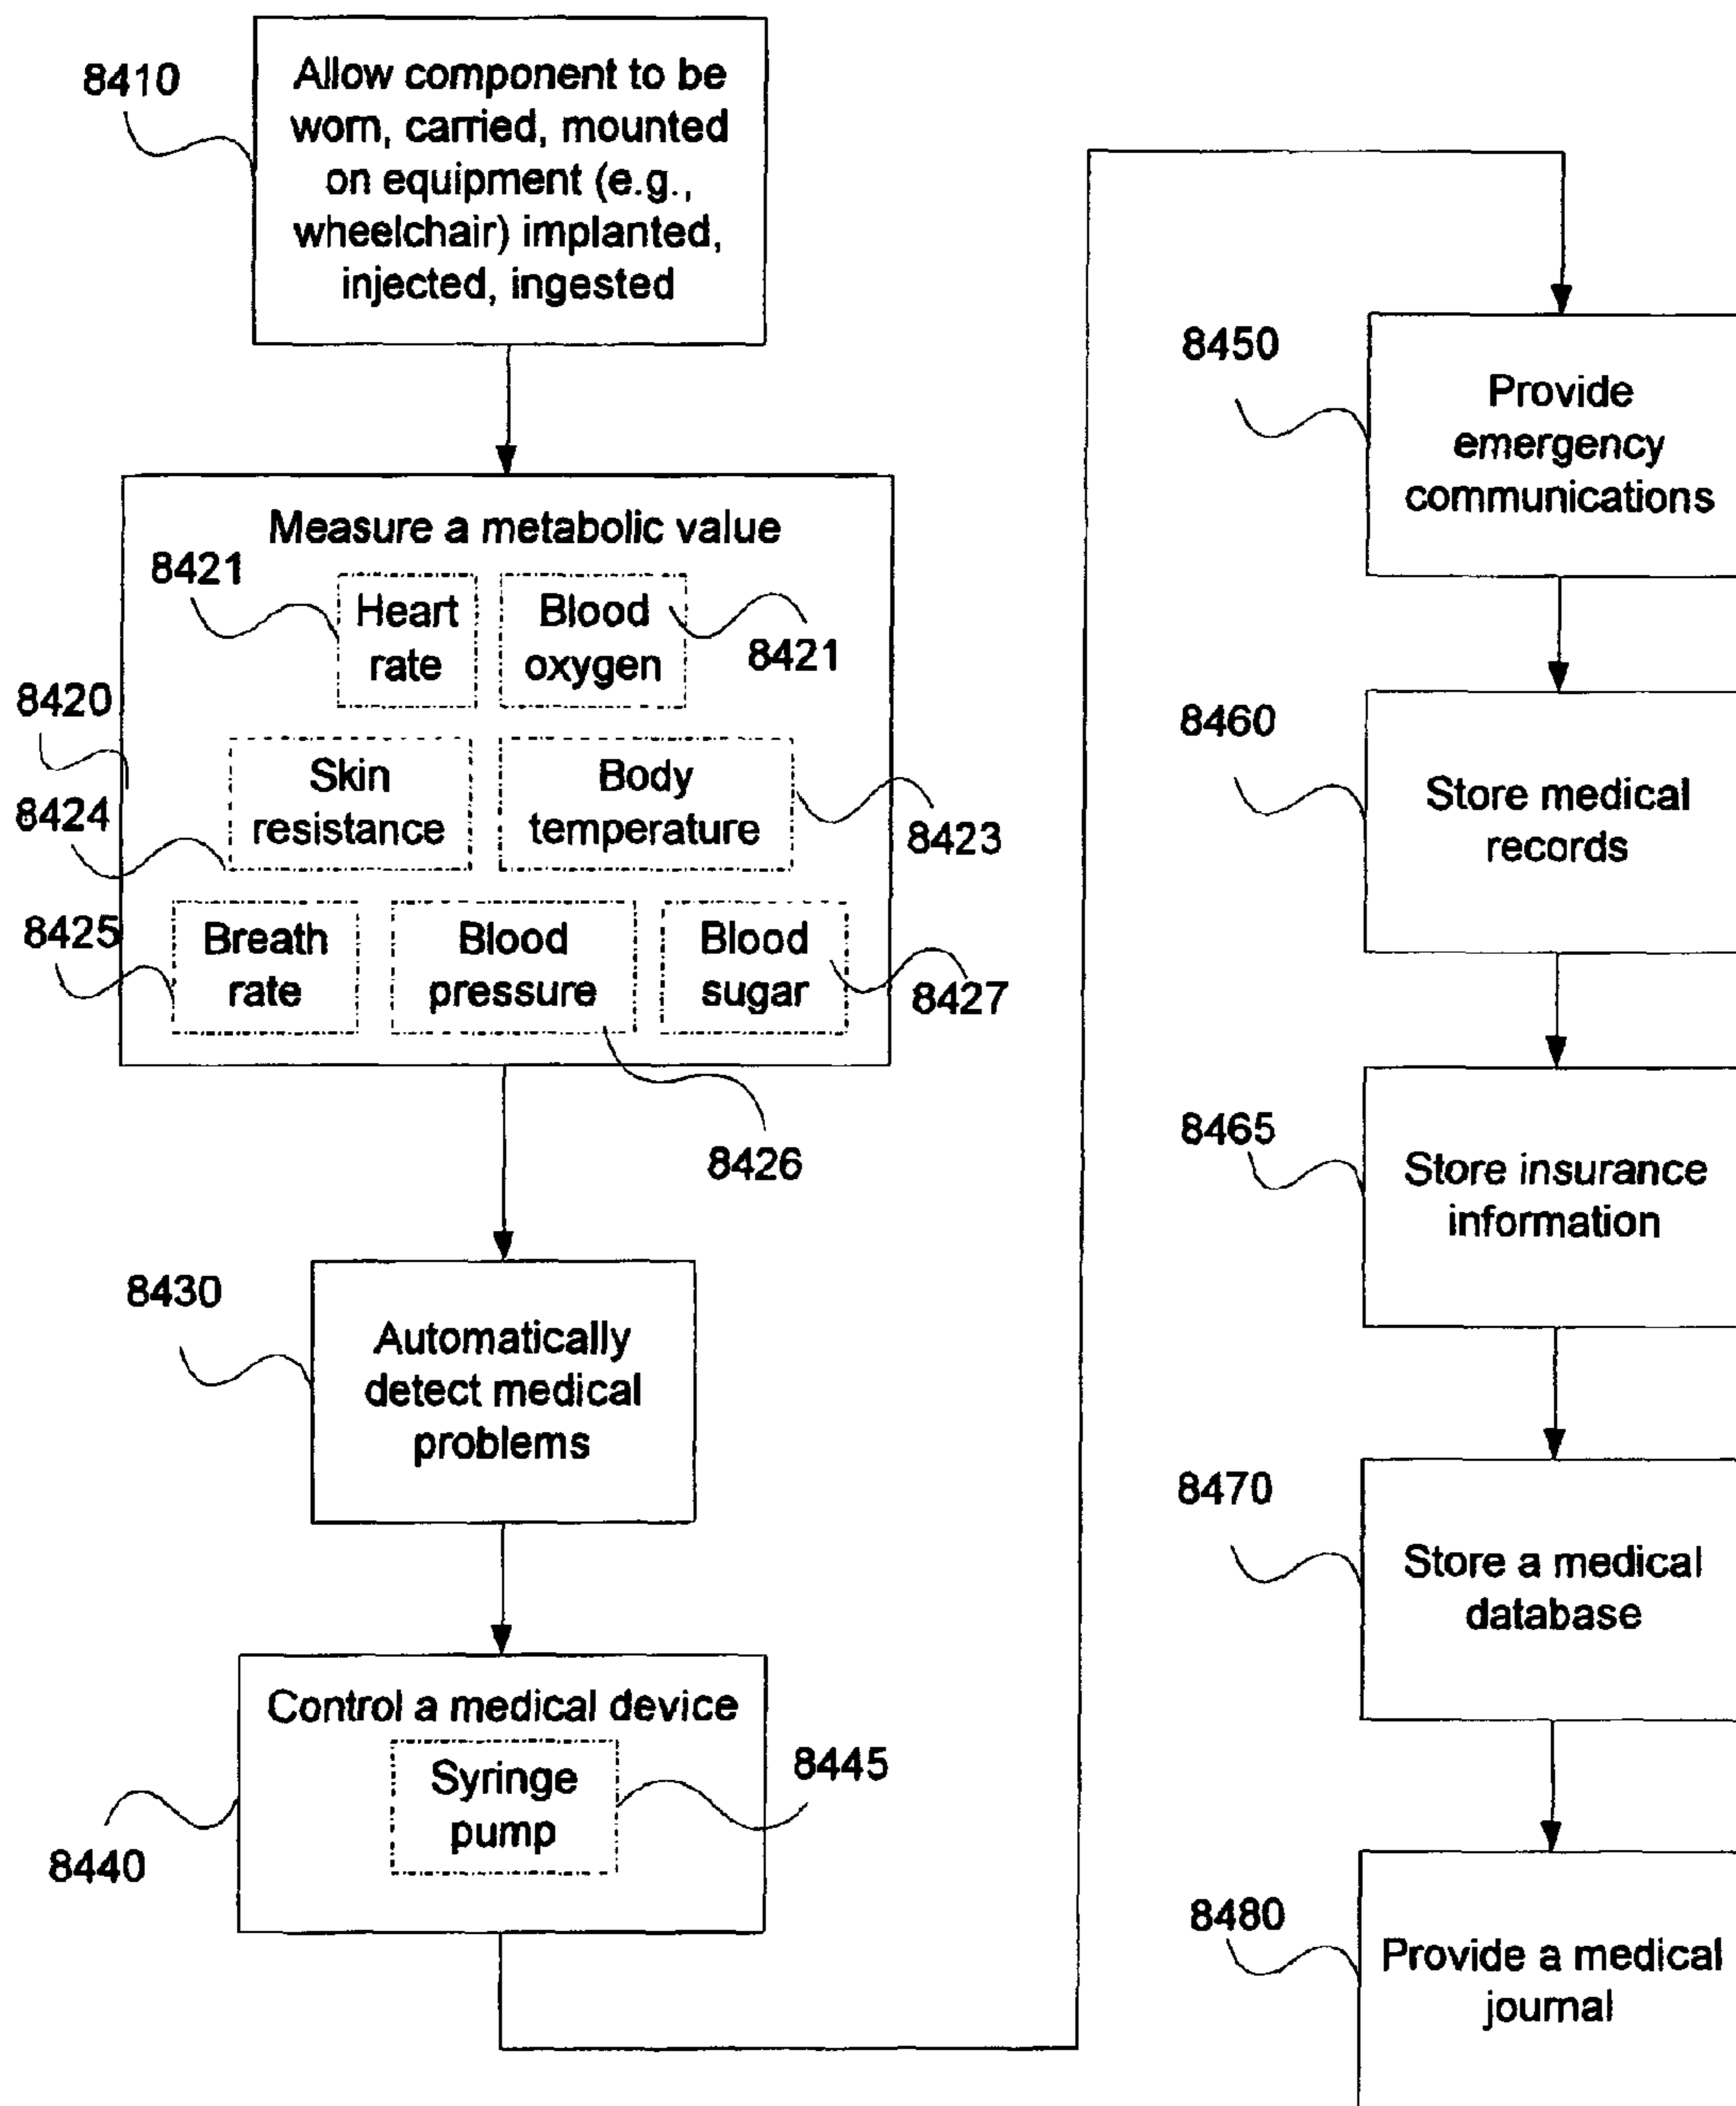 8410
Allow component to be
worn, carried, mounted
on equipment (e.g.,
wheelchair) implanted,
injected, ingested
8420
Measure a metabolic value
8421
Heart
rate
Blood
oxygen
8421
8424
Skin
resistance
Body
temperature
8423
8425
Breath
rate
Blood
pressure
8426
Blood
sugar
8427
8430
Automatically
detect medical
problems
8440
Control a medical device
Syringe
pump
8445
8450
Provide
emergency
communications
8460
Store medical
records
8465
Store insurance
information
8470
Store a medical
database
8480
Provide a medical
journal